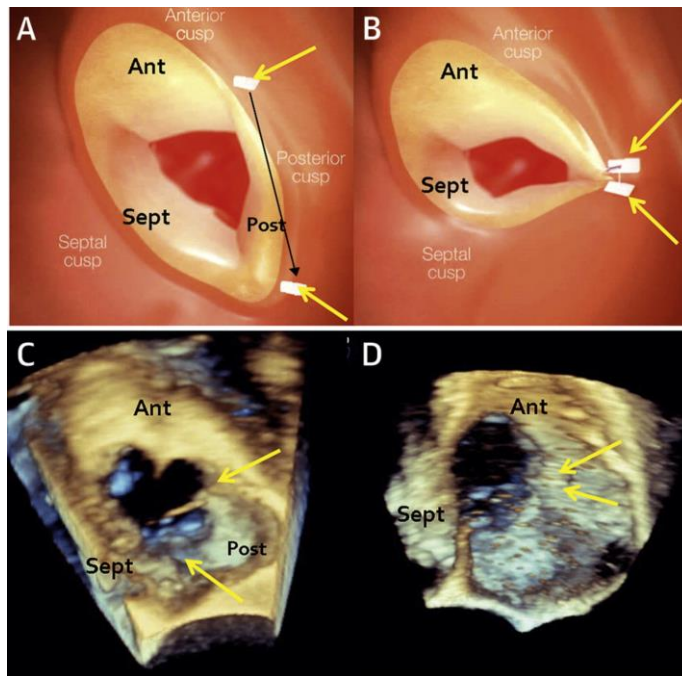 A
Anterior
cusp
Ant
Posterior
cusp
Sept
Post
Septal
cusp
B
Anterior
cusp
Ant
Sept
Septal
cusp
C
Ant
Post
Sept
D
Ant
Sept